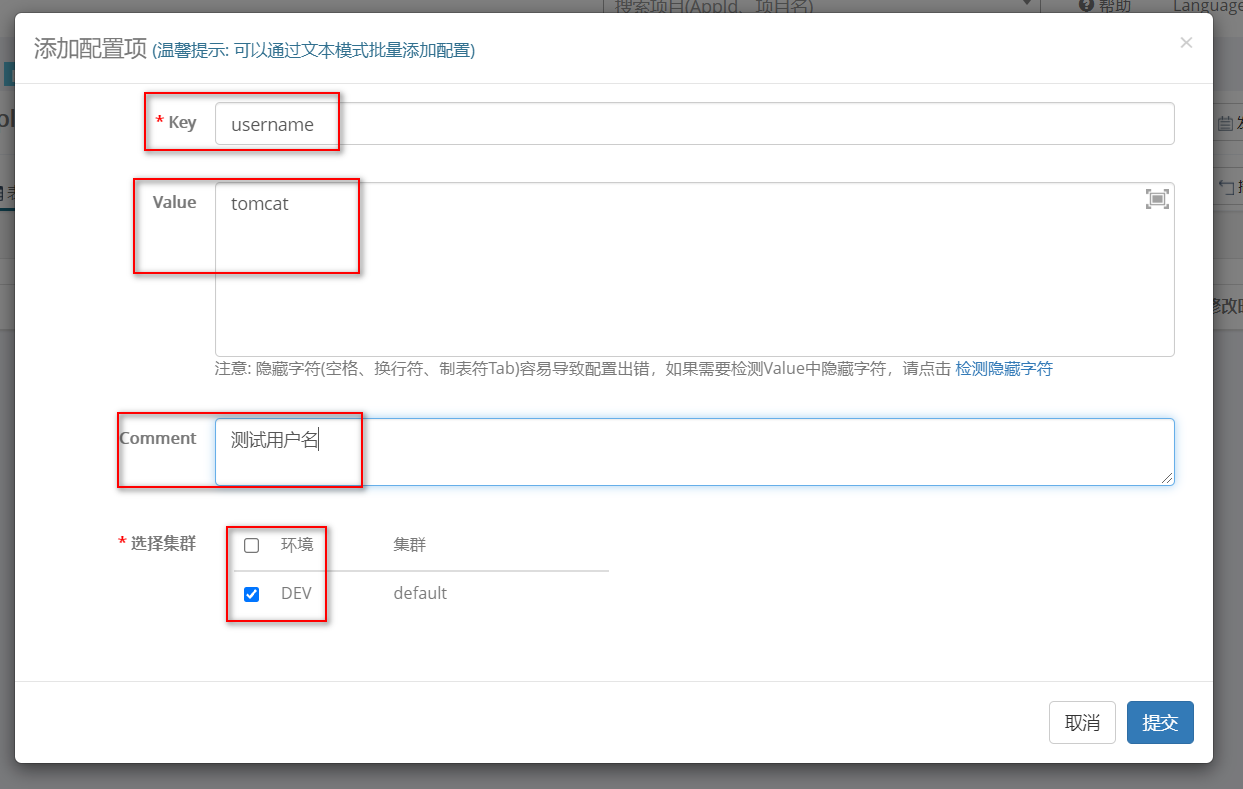 搜索项目(AppId、项目名)
帮助
Language
添加配置项 (温馨提示: 可以通过文本模式批量添加配置)
×
* Key
username
Value
tomcat
注意: 隐藏字符(空格、换行符、制表符Tab)容易导致配置出错，如果需要检测Value中隐藏字符，请点击 检测隐藏字符
Comment
测试用户名
* 选择集群
环境
集群
DEV
default
取消
提交